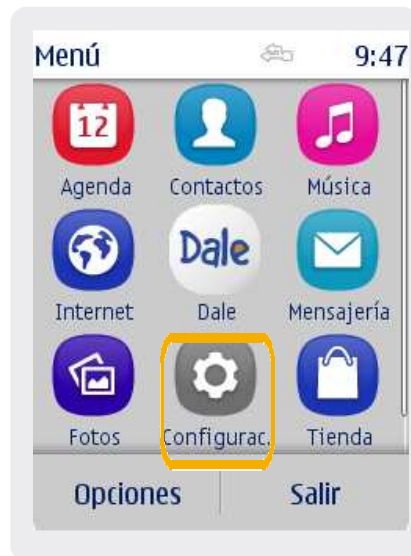 Menú 9:47
12
Agenda Contactos Música
Dale
Internet Dale Mensajería
Fotos Configurac. Tienda
Opciones Salir